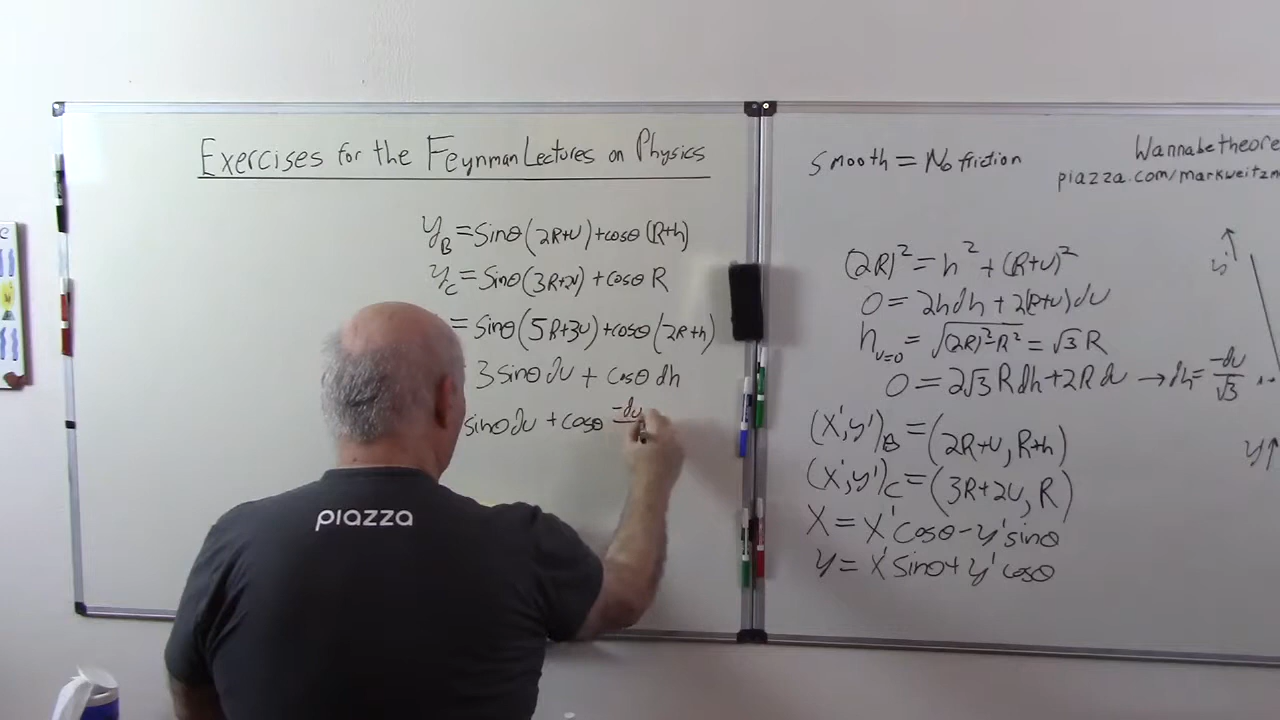 Exercises for the Feynman Lectures on Physics
y_B = Sinθ(2R+u)+cosθ(R+h)
y_C = Sinθ(3R+2u) + cosθ R
= Sinθ(5R+3u)+cosθ(2R+h)
3 sinθ du + cosθ dh
sinθ du + cosθ -du
piazza
Smooth = No friction
Wannabetheore
piazza.com/markweitzm
(2R)² = h² + (R+u)²
0 = 2hdh + 2(R+u)du
h_{u=0} = √((2R)²-R²) = √3 R
0 = 2√3 R dh + 2R du → dh = -du/√3
(x',y')_B = (2R+u, R+h)
(x',y')_C = (3R+2u, R)
X = X'cosθ - y'sinθ
y = x'sinθ + y'cosθ
y'
y